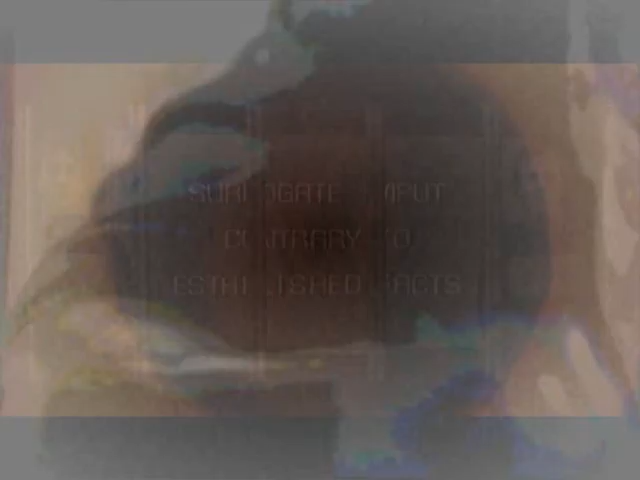 SURROGATE INPUT
CONTRARY TO
ESTABLISHED FACTS